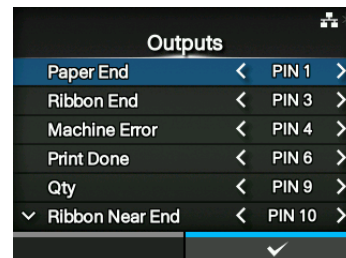 Outputs
Paper End < PIN 1 >
Ribbon End < PIN 3 >
Machine Error < PIN 4 >
Print Done < PIN 6 >
Qty < PIN 9 >
Ribbon Near End < PIN 10 >